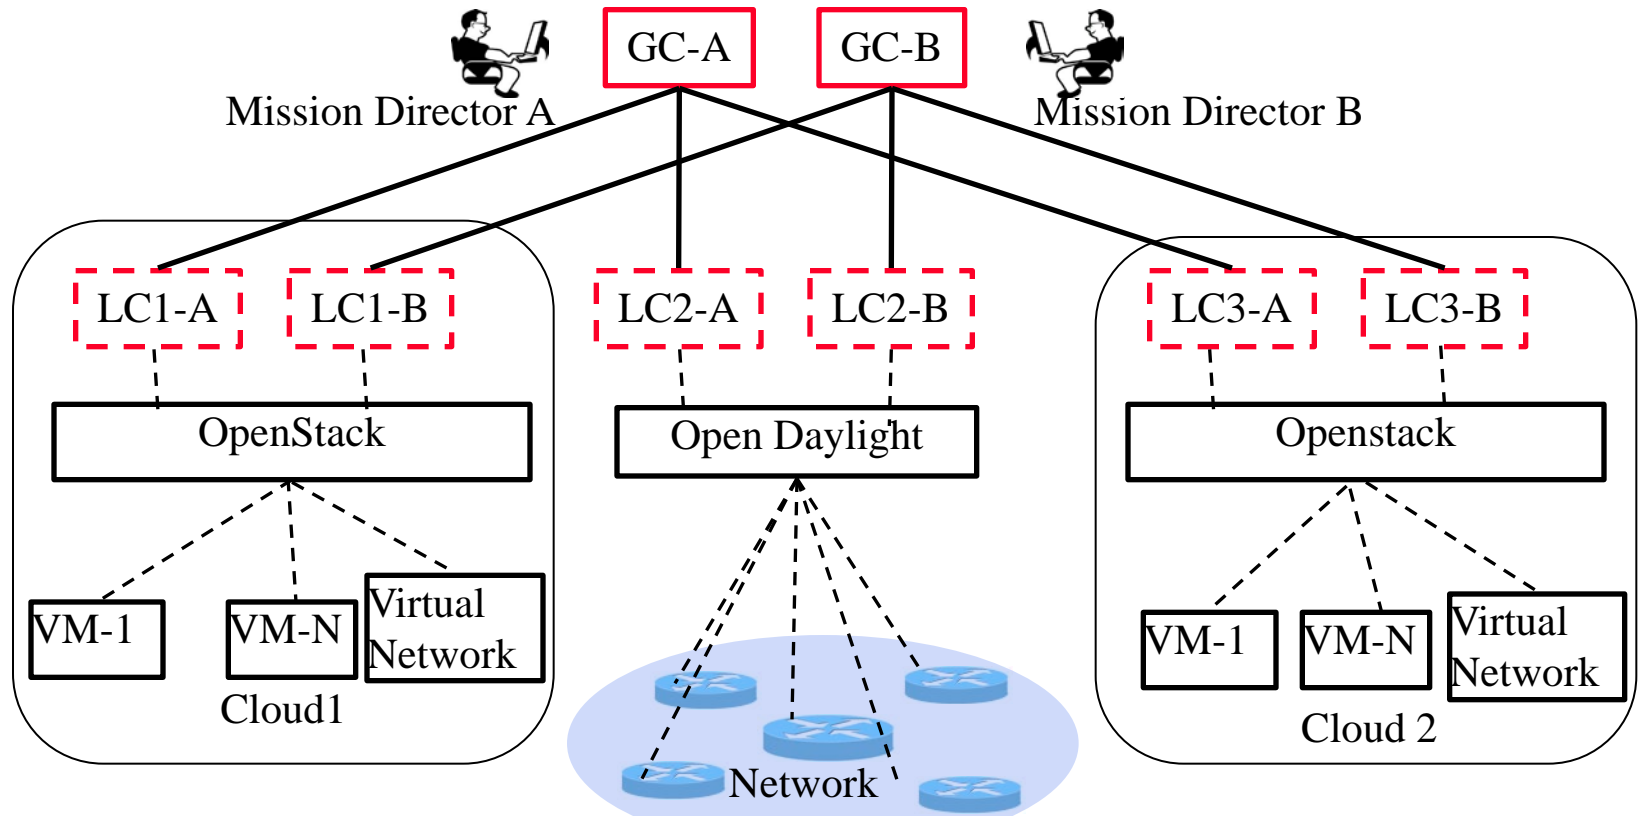 GC-A
GC-B
Mission Director A
Mission Director B
LC1-A
LC1-B
LC2-A
LC2-B
LC3-A
LC3-B
OpenStack
Open Daylight
Openstack
VM-1
VM-N
Virtual
Network
VM-1
VM-N
Virtual
Network
Cloud1
Network
Cloud 2